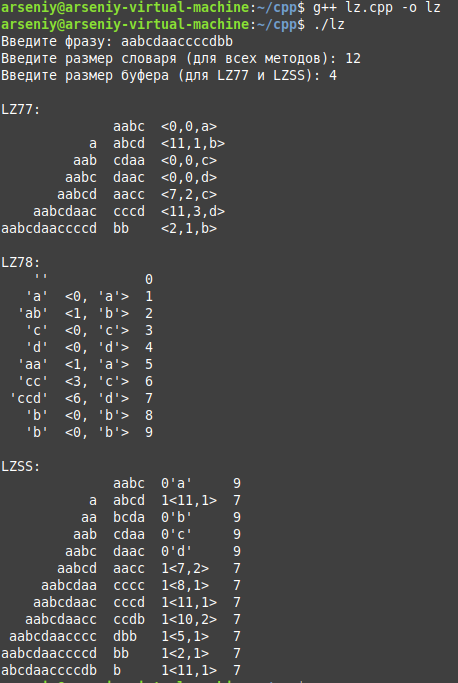 arseniy@arseniy-virtual-machine:~/cpp$ g++ lz.cpp -o lz
arseniy@arseniy-virtual-machine:~/cpp$ ./lz
Введите фразу: aabcdaaccccdbb
Введите размер словаря (для всех методов): 12
Введите размер буфера (для LZ77 и LZSS): 4
LZ77:
aabc <0,0,a>
a abcd <11,1,b>
aab cdaa <0,0,c>
aabc daac <0,0,d>
aabcd aacc <7,2,c>
aabcdaac cccd <11,3,d>
aabcdaaccccd bb <2,1,b>
LZ78:
'' 0
'a' <0, 'a'> 1
'ab' <1, 'b'> 2
'c' <0, 'c'> 3
'd' <0, 'd'> 4
'aa' <1, 'a'> 5
'cc' <3, 'c'> 6
'ccd' <6, 'd'> 7
'b' <0, 'b'> 8
'b' <0, 'b'> 9
LZSS:
aabc 0'a' 9
a abcd 1<11,1> 7
aa bcda 0'b' 9
aab cdaa 0'c' 9
aabc daac 0'd' 9
aabcd aacc 1<7,2> 7
aabcdaa cccc 1<8,1> 7
aabcdaac cccd 1<11,1> 7
aabcdaacc ccdb 1<10,2> 7
aabcdaacccc dbb 1<5,1> 7
aabcdaaccccd bb 1<2,1> 7
abcdaaccccdb b 1<11,1> 7